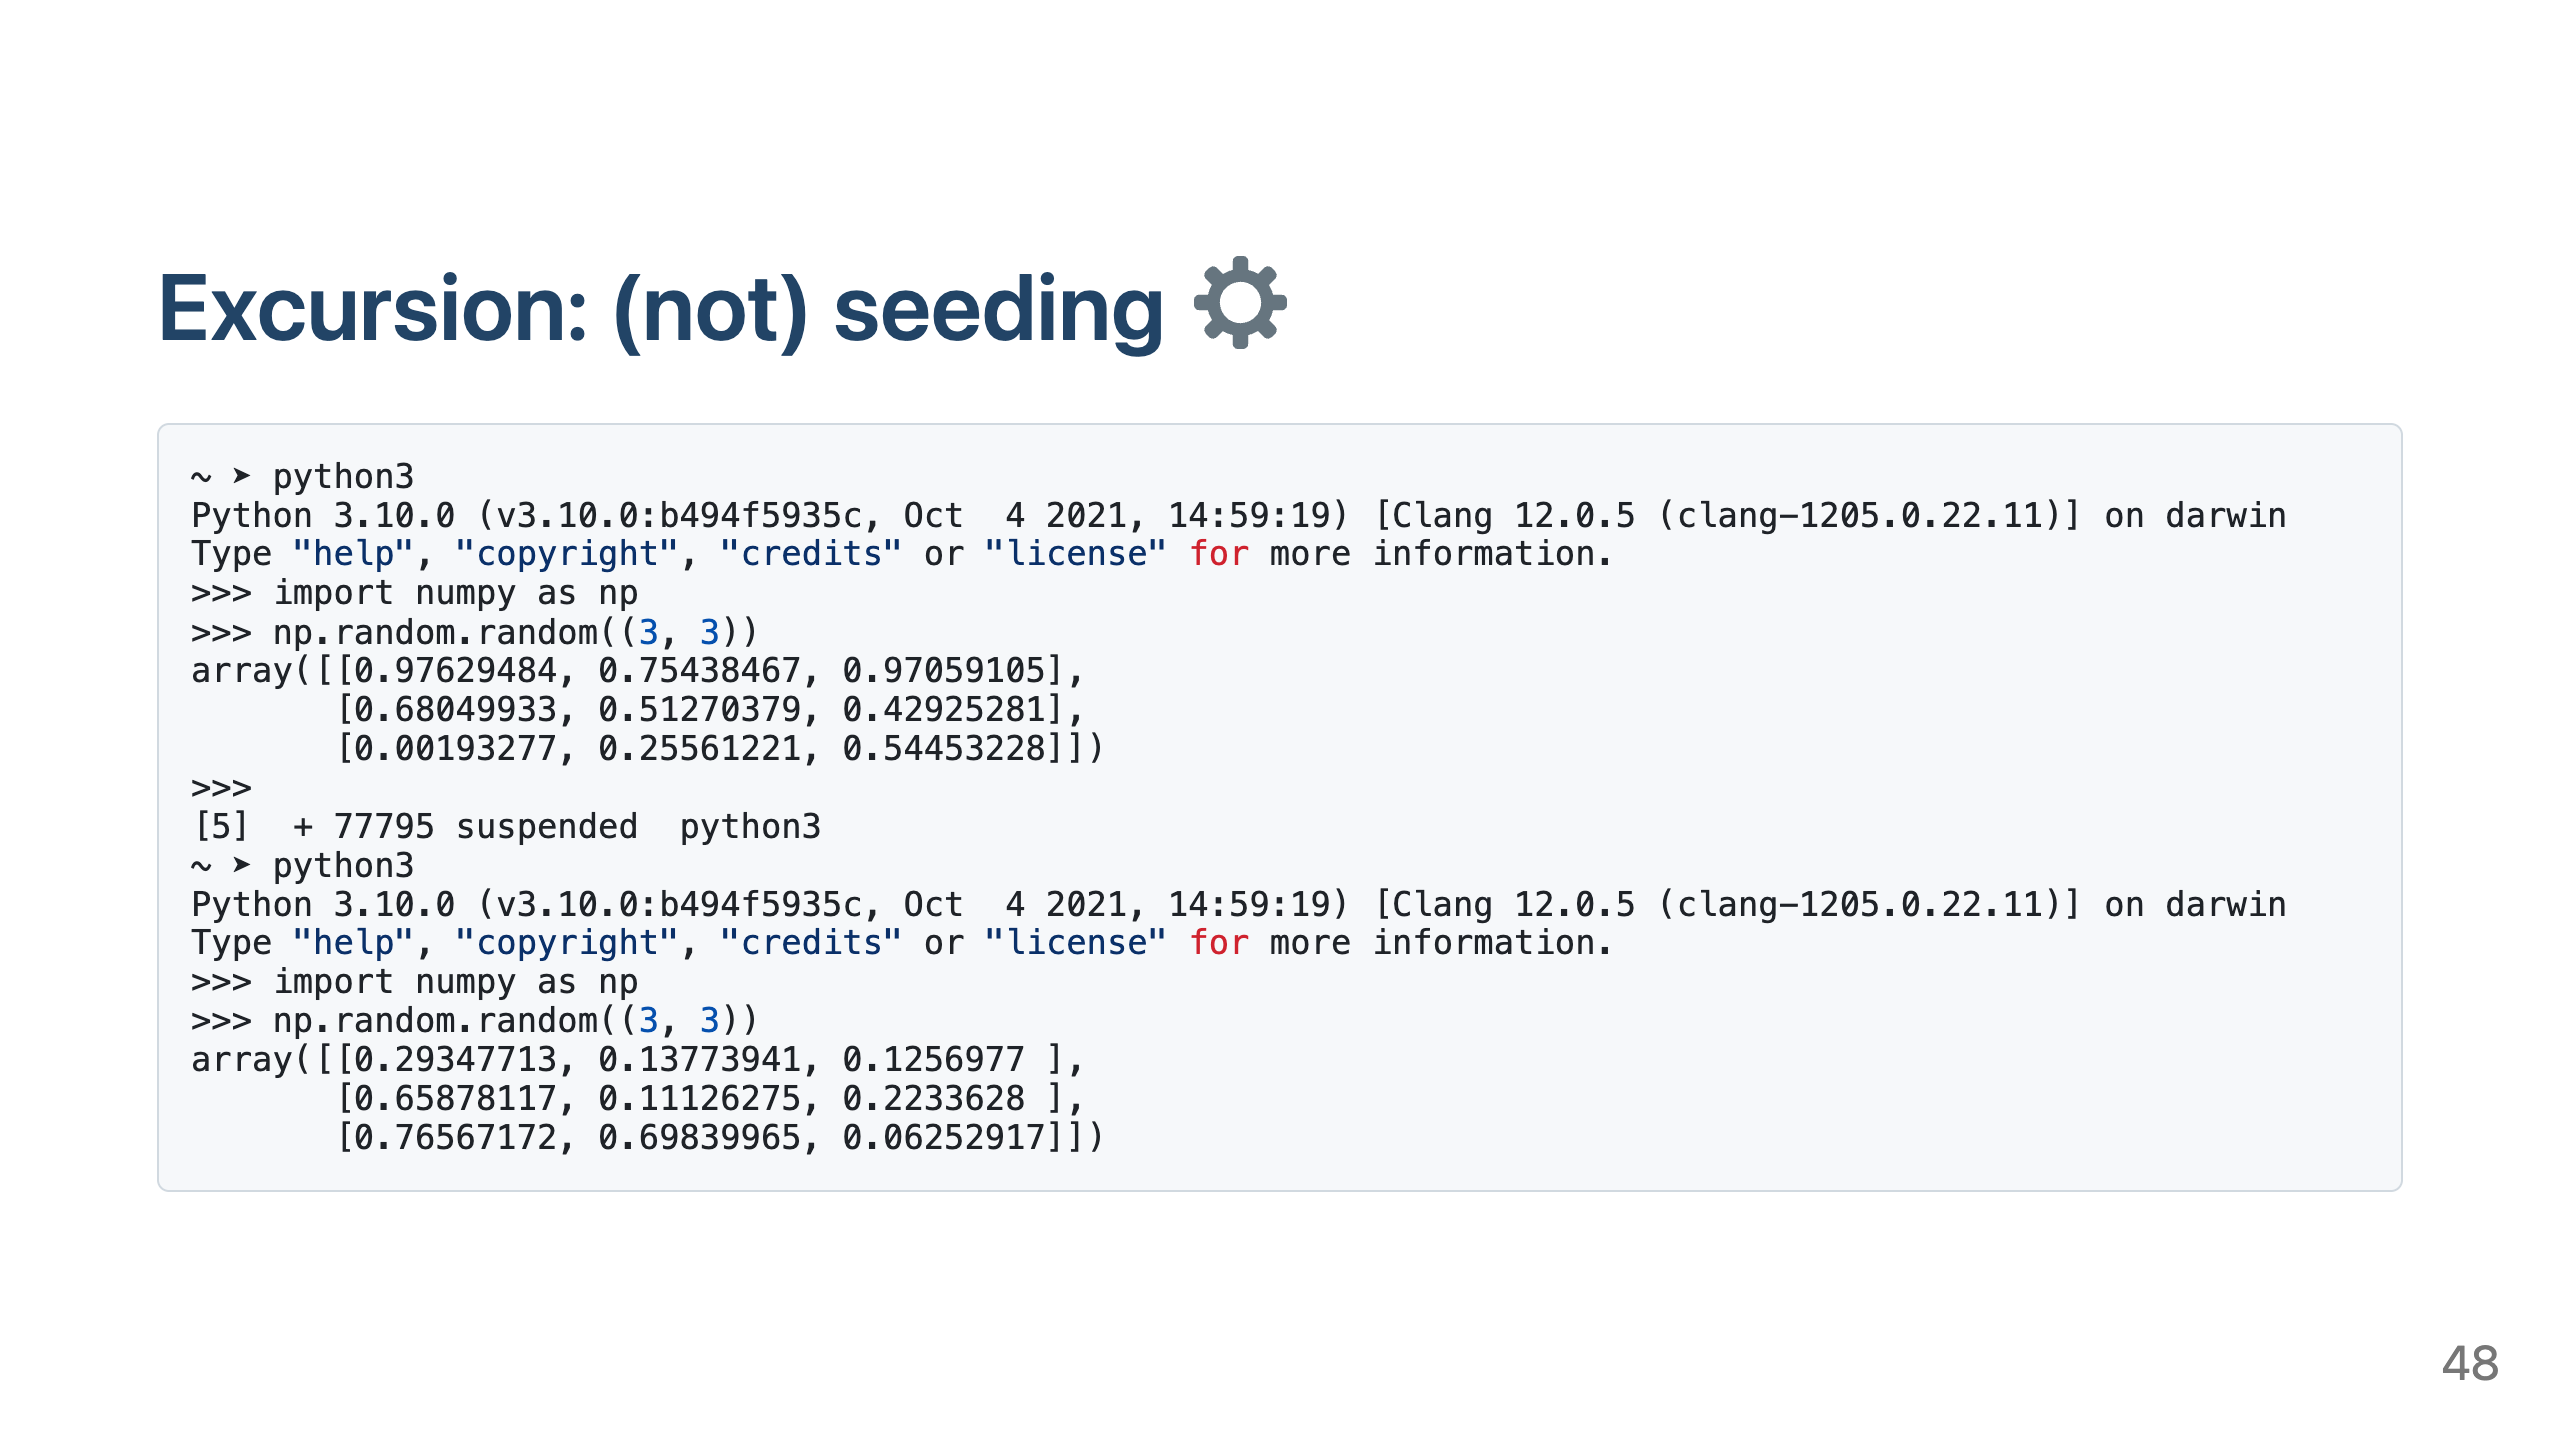 Excursion: (not) seeding
~ ➤ python3
Python 3.10.0 (v3.10.0:b494f5935c, Oct  4 2021, 14:59:19) [Clang 12.0.5 (clang-1205.0.22.11)] on darwin
Type "help", "copyright", "credits" or "license" for more information.
>>> import numpy as np
>>> np.random.random((3, 3))
array([[0.97629484, 0.75438467, 0.97059105],
       [0.68049933, 0.51270379, 0.42925281],
       [0.00193277, 0.25561221, 0.54453228]])
>>>
[5]  + 77795 suspended  python3
~ ➤ python3
Python 3.10.0 (v3.10.0:b494f5935c, Oct  4 2021, 14:59:19) [Clang 12.0.5 (clang-1205.0.22.11)] on darwin
Type "help", "copyright", "credits" or "license" for more information.
>>> import numpy as np
>>> np.random.random((3, 3))
array([[0.29347713, 0.13773941, 0.1256977 ],
       [0.65878117, 0.11126275, 0.2233628 ],
       [0.76567172, 0.69839965, 0.06252917]])
48